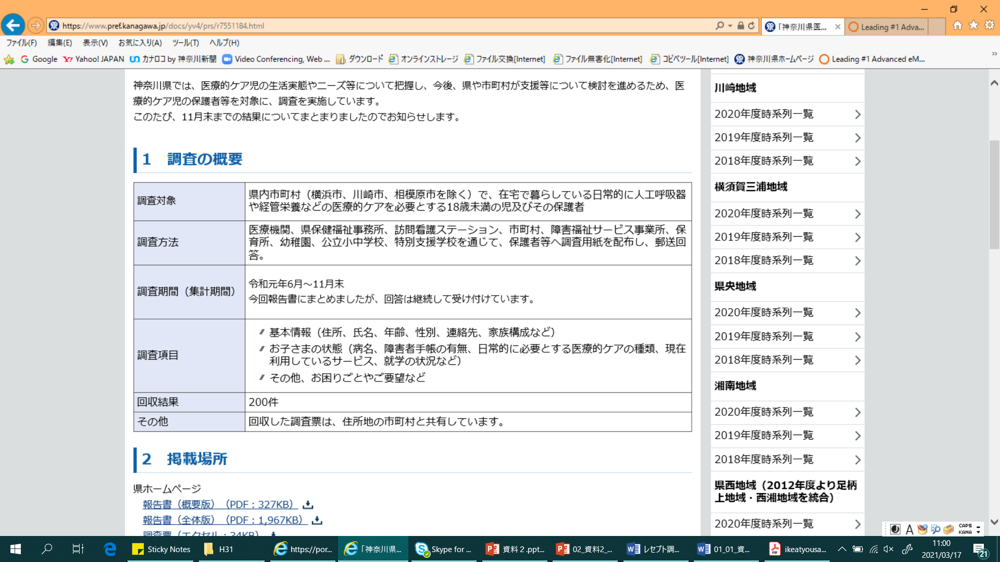 https://www.pref.kanagawa.jp/docs/yv4/prs/r7551184.html
「神奈川県医...
Leading #1 Adva...
ファイル(F) 編集(E) 表示(V) お気に入り(A) ツール(T) ヘルプ(H)
Google Yahoo! JAPAN カナロコ by 神奈川新聞 Video Conferencing, Web ... ダウンロード オンラインストレージ ファイル交換[Internet] ファイル無害化[Internet] コピペツール[Internet] 神奈川県ホームページ Leading #1 Advanced eM...
神奈川県では、医療的ケア児の生活実態やニーズ等について把握し、今後、県や市町村が支援等について検討を進めるため、医
療的ケア児の保護者等を対象に、調査を実施しています。
このたび、11月末までの結果についてまとまりましたのでお知らせします。
1 調査の概要
調査対象
県内市町村（横浜市、川崎市、相模原市を除く）で、在宅で暮らしている日常的に人工呼吸器
や経管栄養などの医療的ケアを必要とする18歳未満の児及びその保護者
調査方法
医療機関、県保健福祉事務所、訪問看護ステーション、市町村、障害福祉サービス事業所、保
育所、幼稚園、公立小中学校、特別支援学校を通じて、保護者等へ調査用紙を配布し、郵送回
答。
調査期間（集計期間）
令和元年6月～11月末
今回報告書にまとめましたが、回答は継続して受け付けています。
調査項目
基本情報（住所、氏名、年齢、性別、連絡先、家族構成など）
お子さまの状態（病名、障害者手帳の有無、日常的に必要とする医療的ケアの種類、現在
利用しているサービス、就学の状況など）
その他、お困りごとやご要望など
回収結果
200件
その他
回収した調査票は、住所地の市町村と共有しています。
2 掲載場所
県ホームページ
報告書（概要版）（PDF：327KB）
報告書（全体版）（PDF：1,967KB）
調査票（エクセル：34KB）
川崎地域
2020年度時系列一覧
2019年度時系列一覧
2018年度時系列一覧
横須賀三浦地域
2020年度時系列一覧
2019年度時系列一覧
2018年度時系列一覧
県央地域
2020年度時系列一覧
2019年度時系列一覧
2018年度時系列一覧
湘南地域
2020年度時系列一覧
2019年度時系列一覧
2018年度時系列一覧
県西地域（2012年度より足柄
上地域・西湘地域を統合）
2020年度時系列一覧
A CAPS
KANA
Sticky Notes H31 https://por... 「神奈川県... Skype for ... 資料２.ppt... 02_資料2_... レセプト調... 01_01_資... ikeatyousa...
11:00
2021/03/17
21